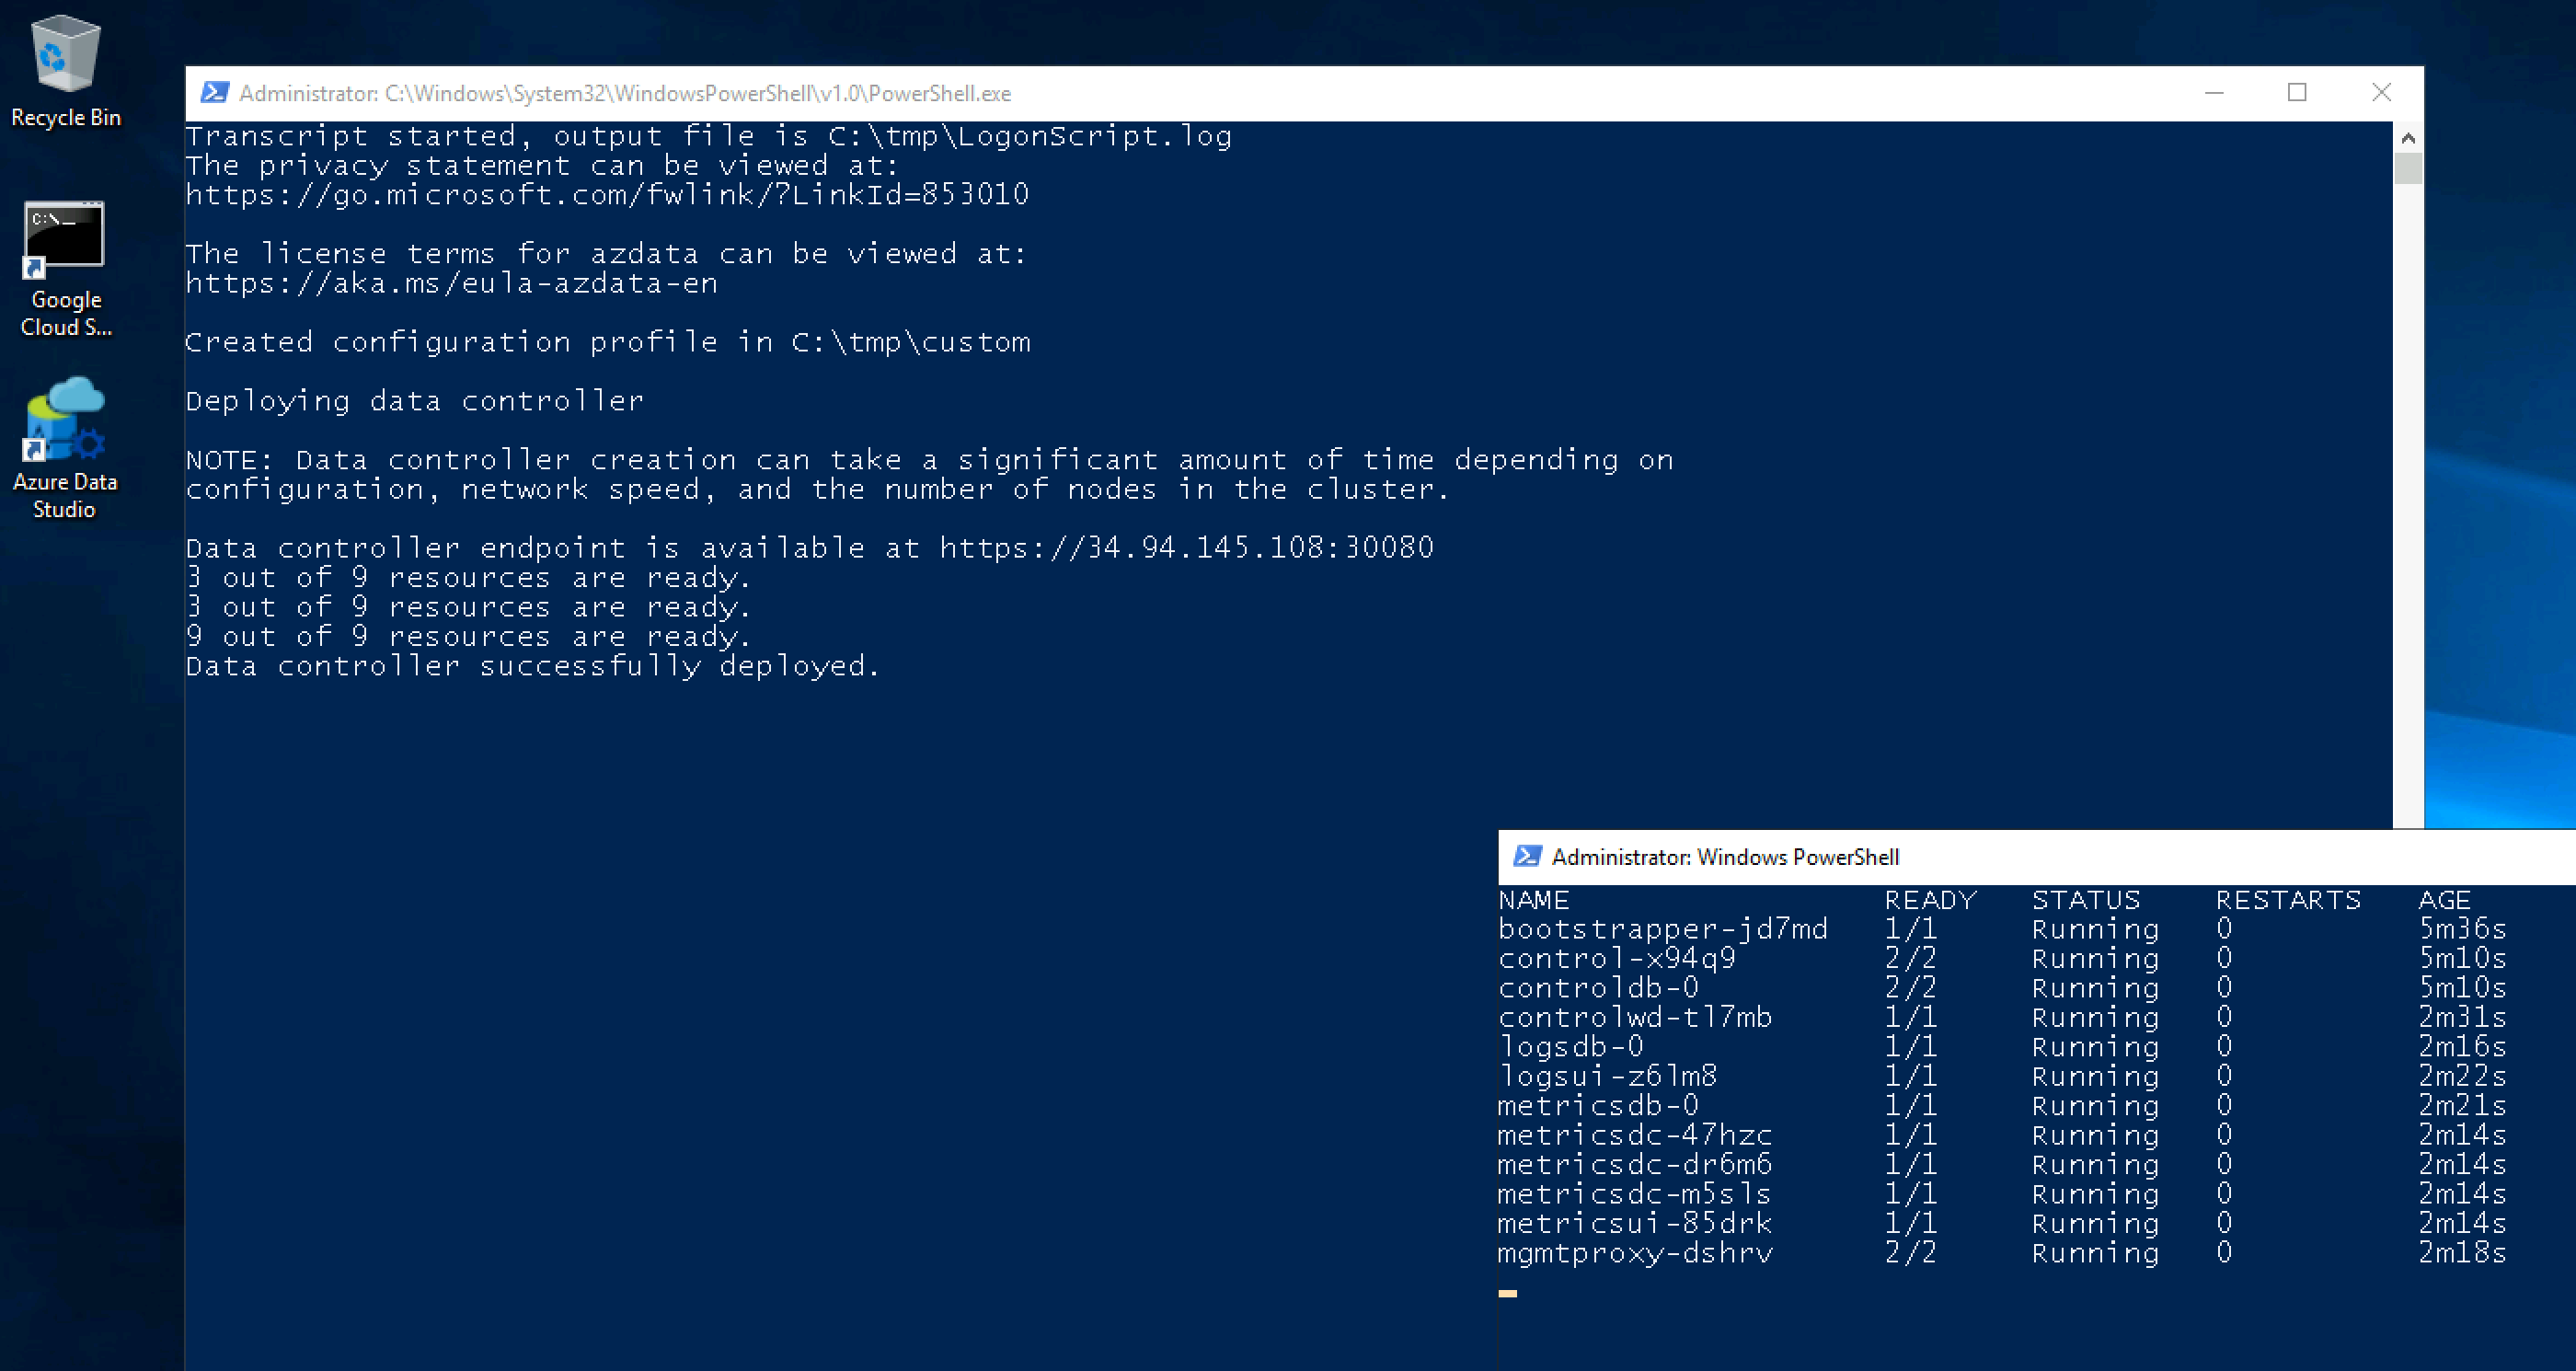 Recycle Bin
Google
Cloud S...
Azure Data
Studio
Administrator: C:\Windows\System32\WindowsPowerShell\v1.0\PowerShell.exe
Transcript started, output file is C:\tmp\LogonScript.log
The privacy statement can be viewed at:
https://go.microsoft.com/fwlink/?LinkId=853010
The license terms for azdata can be viewed at:
https://aka.ms/eula-azdata-en
Created configuration profile in C:\tmp\custom
Deploying data controller
NOTE: Data controller creation can take a significant amount of time depending on
configuration, network speed, and the number of nodes in the cluster.
Data controller endpoint is available at https://34.94.145.108:30080
3 out of 9 resources are ready.
3 out of 9 resources are ready.
9 out of 9 resources are ready.
Data controller successfully deployed.
Administrator: Windows PowerShell
NAME READY STATUS RESTARTS AGE
bootstrapper-jd7md 1/1 Running 0 5m36s
control-x94q9 2/2 Running 0 5m10s
controldb-0 2/2 Running 0 5m10s
controlwd-tl7mb 1/1 Running 0 2m31s
logsdb-0 1/1 Running 0 2m16s
logsui-z6lm8 1/1 Running 0 2m22s
metricsdb-0 1/1 Running 0 2m21s
metricsdc-47hzc 1/1 Running 0 2m14s
metricsdc-dr6m6 1/1 Running 0 2m14s
metricsdc-m5sls 1/1 Running 0 2m14s
metricsui-85drk 1/1 Running 0 2m14s
mgmtproxy-dshrv 2/2 Running 0 2m18s